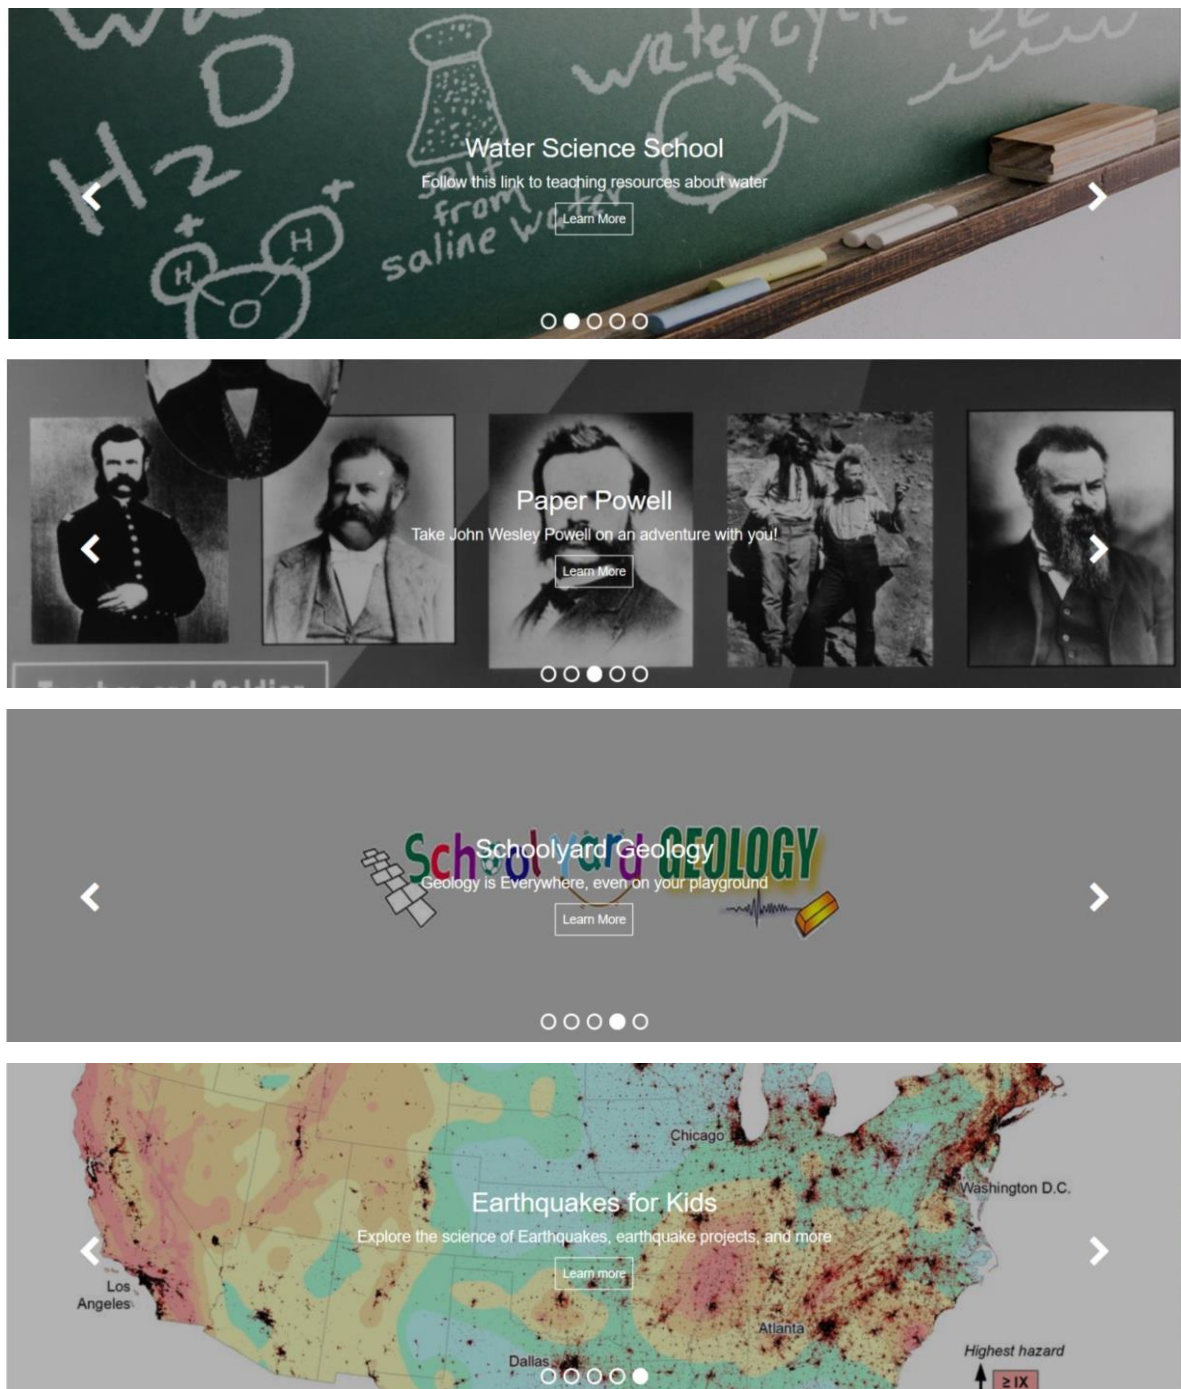 Wa
water cycle
H2O
Water Science School
salt
Follow this link to teaching resources about water
from
Learn More
saline water
H
H
O
Paper Powell
Take John Wesley Powell on an adventure with you!
Learn More
Schoolyard GEOLOGY
Schoolyard Geology
Geology is Everywhere, even on your playground
Learn More
Chicago
Washington D.C.
Earthquakes for Kids
Explore the science of Earthquakes, earthquake projects, and more
Learn more
Los
Angeles
Atlanta
Highest hazard
Dallas
≥ IX